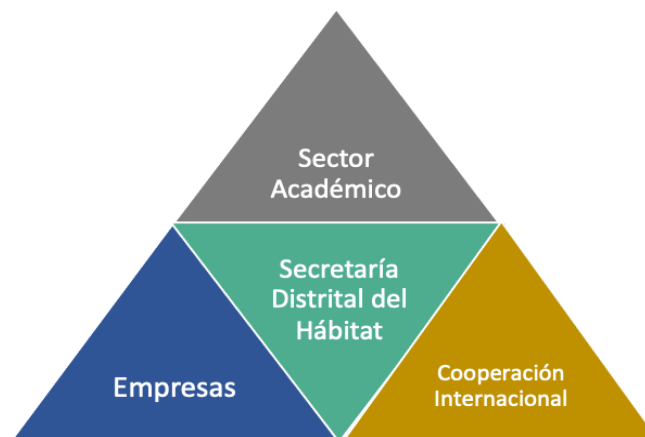 Sector
Académico
Secretaría
Distrital del
Hábitat
Empresas
Cooperación
Internacional